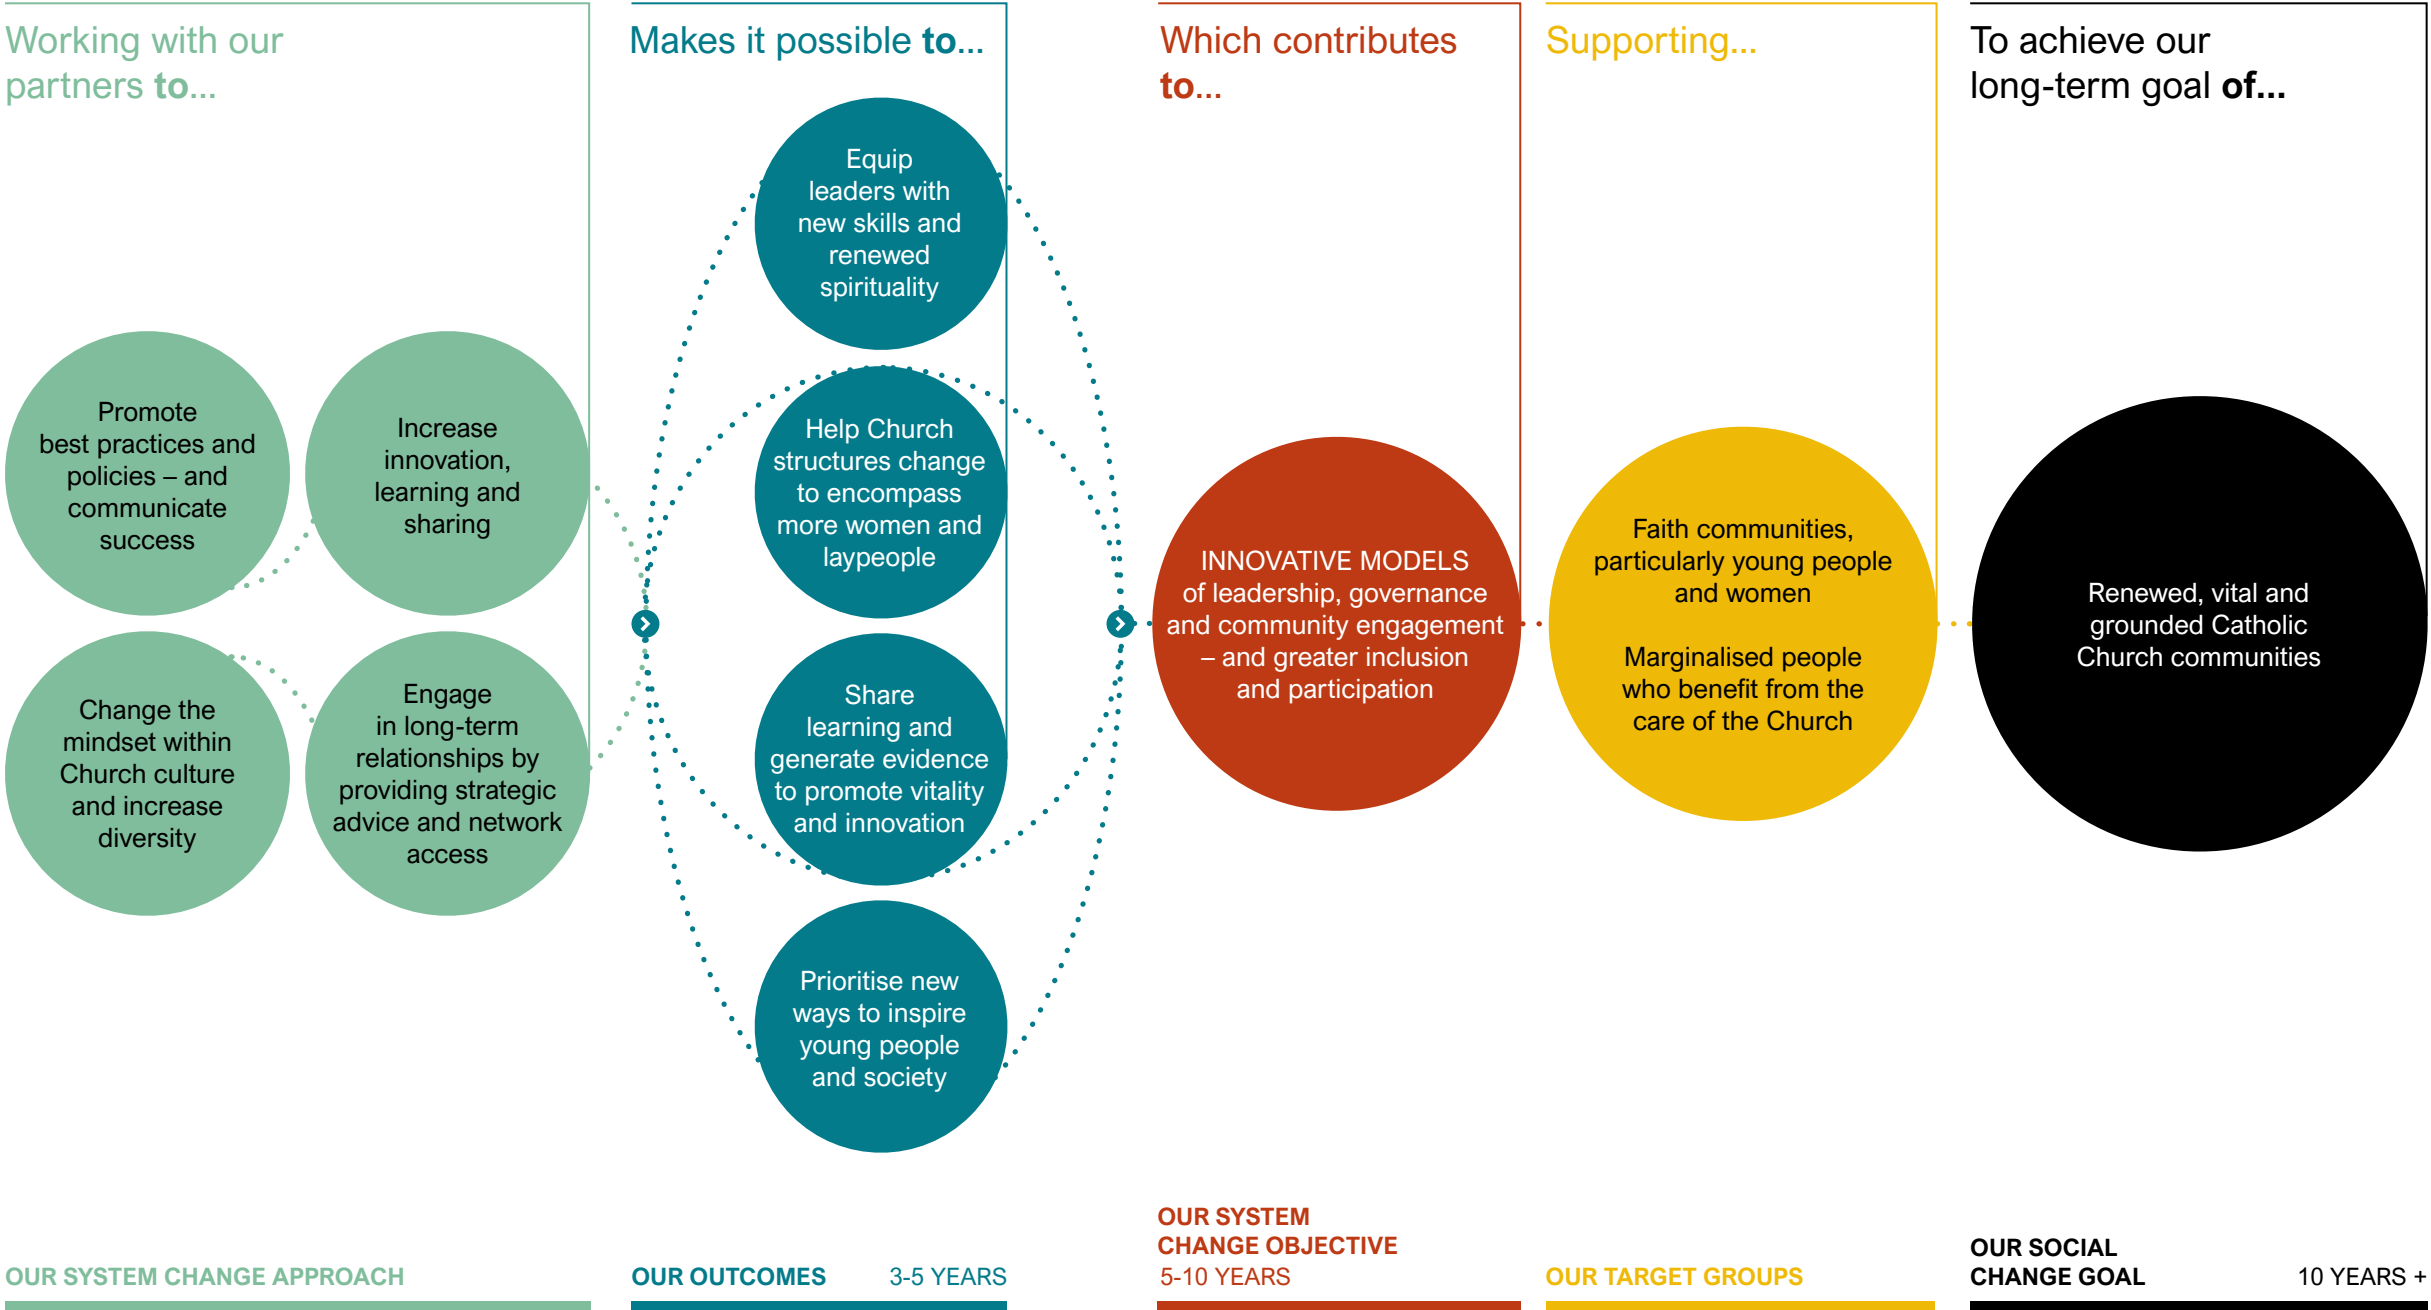 Working with our
partners to...
Promote
best practices and
policies – and
communicate
success
Increase
innovation,
learning and
sharing
Change the
mindset within
Church culture
and increase
diversity
Engage
in long-term
relationships by
providing strategic
advice and network
access
OUR SYSTEM CHANGE APPROACH
Makes it possible to...
Equip
leaders with
new skills and
renewed
spirituality
Help Church
structures change
to encompass
more women and
laypeople
Share
learning and
generate evidence
to promote vitality
and innovation
Prioritise new
ways to inspire
young people
and society
OUR OUTCOMES 3-5 YEARS
Which contributes
to...
INNOVATIVE MODELS
of leadership, governance
and community engagement
– and greater inclusion
and participation
OUR SYSTEM
CHANGE OBJECTIVE
5-10 YEARS
Supporting...
Faith communities,
particularly young people
and women
Marginalised people
who benefit from the
care of the Church
OUR TARGET GROUPS
To achieve our
long-term goal of...
Renewed, vital and
grounded Catholic
Church communities
OUR SOCIAL
CHANGE GOAL 10 YEARS +